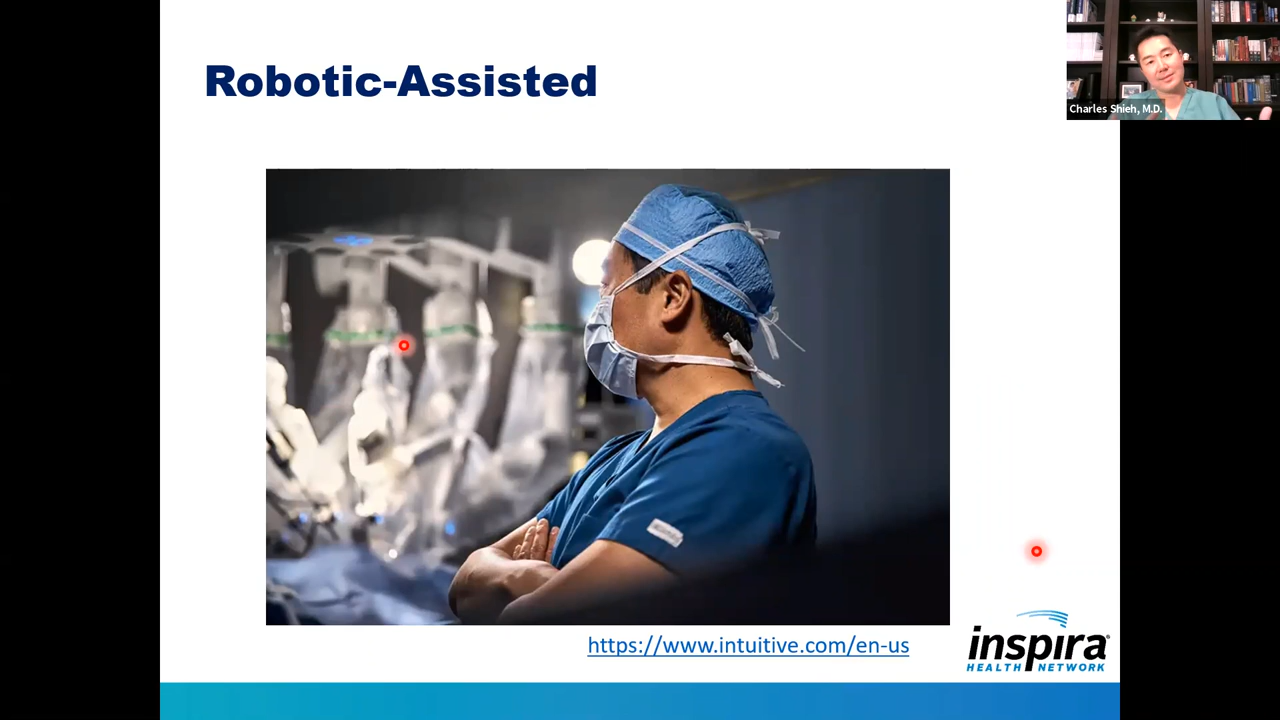 Robotic-Assisted
Charles Shieh, M.D.
https://www.intuitive.com/en-us
inspira
HEALTH NETWORK